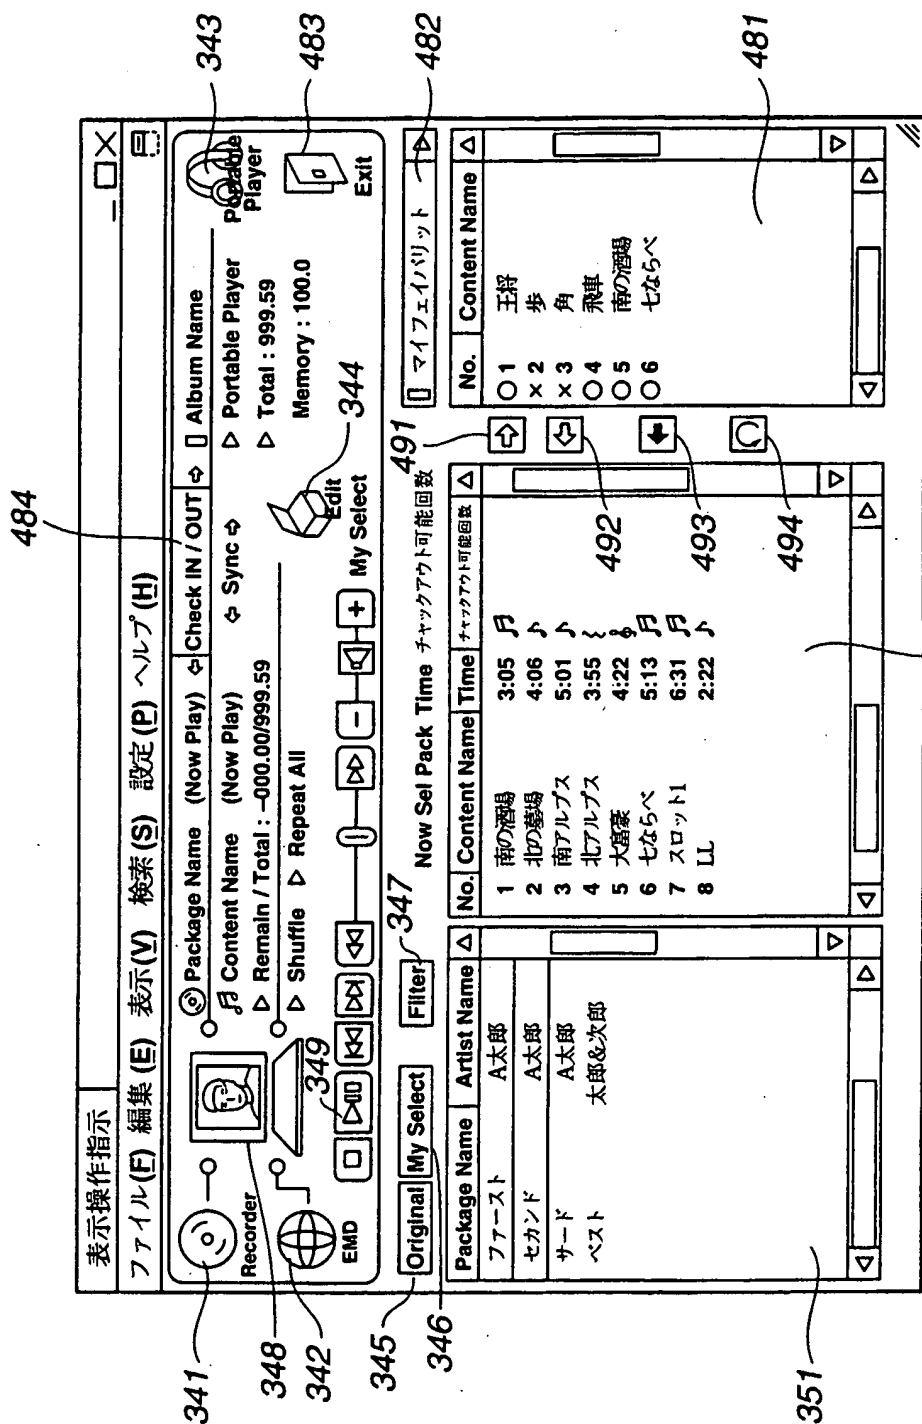 484
表示操作指示
ファイル(F) 編集(E) 表示(V) 検索(S) 設定(P) ヘルプ(H)
341
Recorder
348
342
EMD
349
Package Name (Now Play) ⇦ Check IN / OUT ⇨ Album Name
Content Name (Now Play) ⇦ Sync ⇨ ▷ Portable Player
▷ Remain / Total : -000.00/999.59 ▷ Total : 999.59
Memory : 100.0
▷ Shuffle ▷ Repeat All
344
Edit
My Select
Portable
Player
343
483
Exit
345
Original My Select
346
Filter
347
Now Sel Pack Time チャックアウト可能回数
491
マイフェイバリット
482
Package Name Artist Name
ファースト A太郎
セカンド A太郎
サード A太郎
ベスト 太郎&次郎
351
No. Content Name Time チャックアウト可能回数
1 南の酒場 3:05
2 北の墓場 4:06
3 南アルプス 5:01
4 北アルプス 3:55
5 大富豪 4:22
6 七ならべ 5:13
7 スロット1 6:31
8 LL 2:22
492
493
494
No. Content Name
○1 王将
×2 歩
×3 角
○4 飛車
○5 南の酒場
○6 七ならべ
481